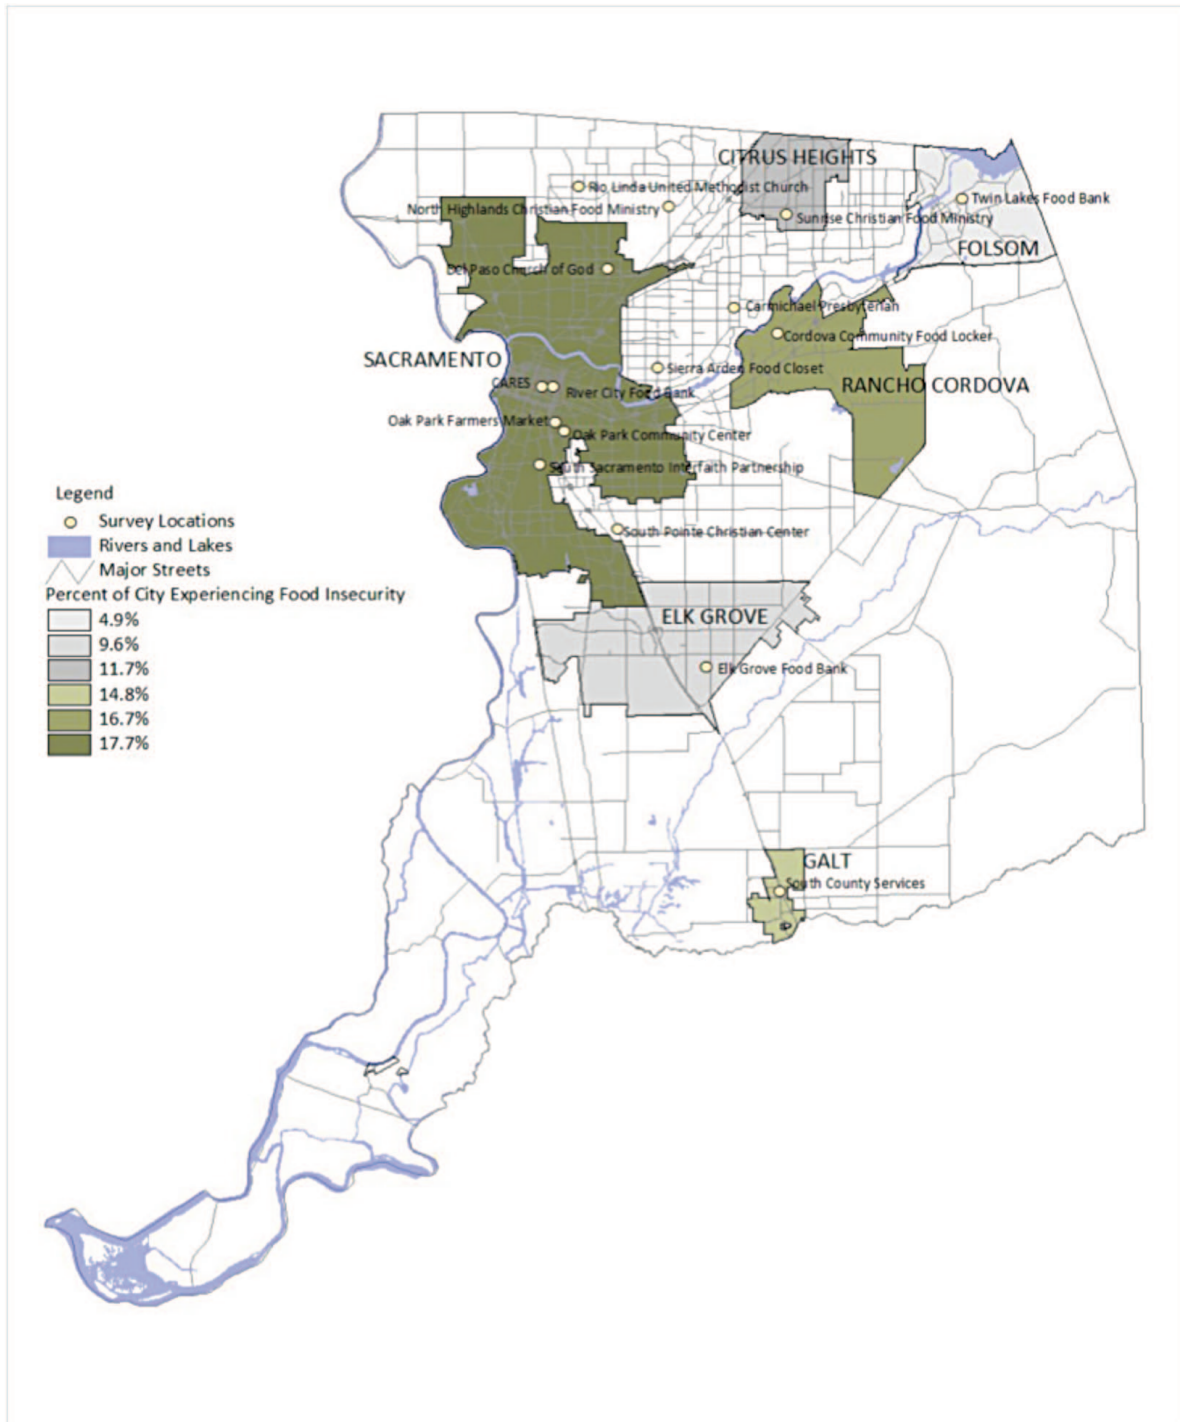 CITRUS HEIGHTS
Rio Linda United Methodist Church
Twin Lakes Food Bank
North Highlands Christian Food Ministry
Sunrise Christian Food Ministry
FOLSOM
Del Paso Church of God
Carmichael Presbyterian
Cordova Community Food Locker
SACRAMENTO
Sierra Arden Food Closet
RANCHO CORDOVA
CARES
River City Food Bank
Oak Park Farmers Market
Oak Park Community Center
South Sacramento Interfaith Partnership
South Pointe Christian Center
Legend
Survey Locations
Rivers and Lakes
Major Streets
Percent of City Experiencing Food Insecurity
4.9%
9.6%
11.7%
14.8%
16.7%
17.7%
ELK GROVE
Elk Grove Food Bank
GALT
South County Services